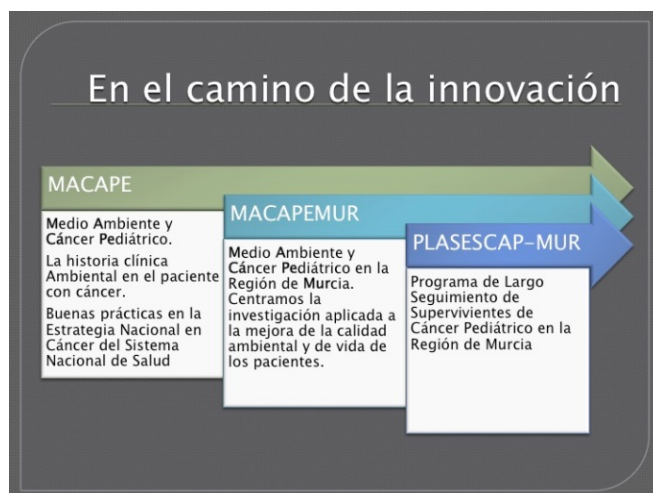 En el camino de la innovación
MACAPE
Medio Ambiente y
Cáncer Pediátrico.
La historia clínica
Ambiental en el paciente
con cáncer.
Buenas prácticas en la
Estrategia Nacional en
Cáncer del Sistema
Nacional de Salud
MACAPEMUR
Medio Ambiente y
Cáncer Pediátrico en la
Región de Murcia.
Centramos la
investigación aplicada a
la mejora de la calidad
ambiental y de vida de
los pacientes.
PLASESCAP-MUR
Programa de Largo
Seguimiento de
Supervivientes de
Cáncer Pediátrico en la
Región de Murcia